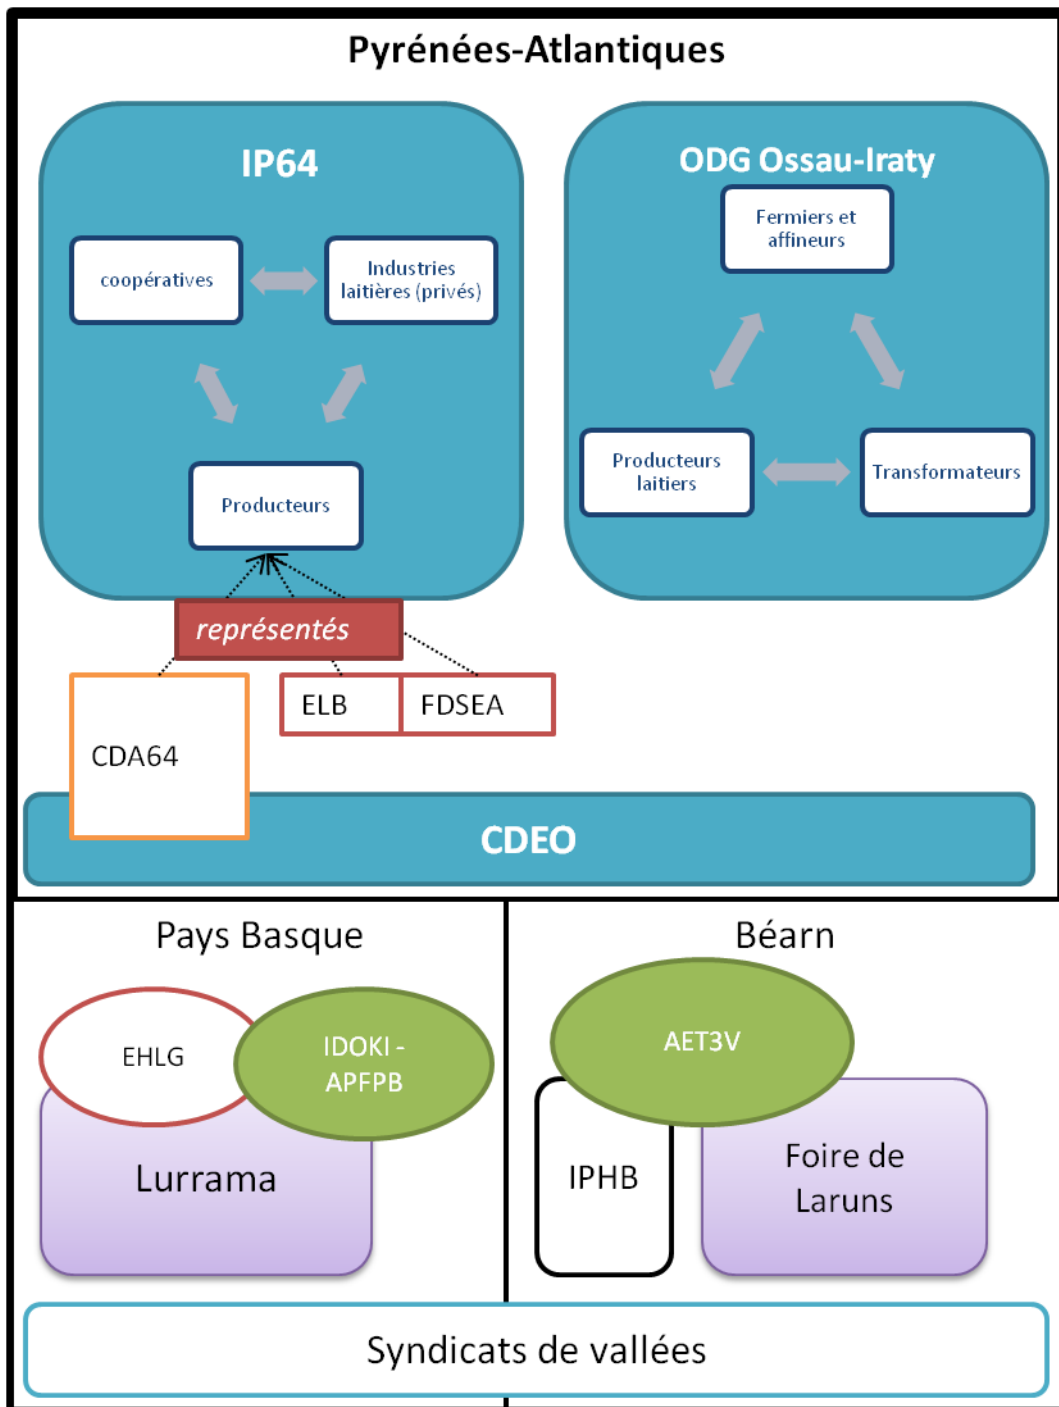 Pyrénées-Atlantiques
IP64
coopératives
Industries
laitières (privés)
Producteurs
ODG Ossau-Iraty
Fermiers et
affineurs
Producteurs
laitiers
Transformateurs
représentés
CDA64
ELB
FDSEA
CDEO
Pays Basque
EHLG
IDOKI -
APFPB
Lurrama
Béarn
AET3V
IPHB
Foire de
Laruns
Syndicats de vallées